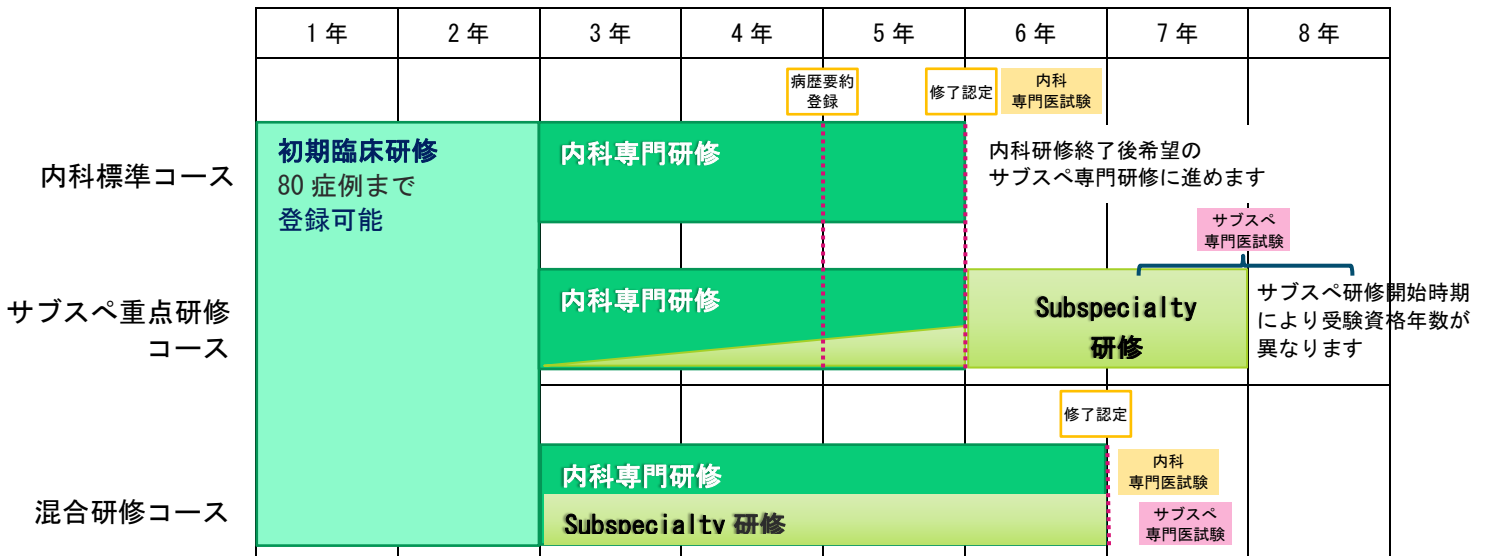 1年
2年
3年
4年
5年
6年
7年
8年
病歴要約
登録
修了認定
内科
専門医試験
内科標準コース
初期臨床研修
80症例まで
登録可能
内科専門研修
内科研修終了後希望の
サブスペ専門研修に進めます
サブスペ
専門医試験
サブスペ重点研修
コース
内科専門研修
Subspecialty
研修
サブスペ研修開始時期
により受験資格年数が
異なります
修了認定
混合研修コース
内科専門研修
Subspecialty 研修
内科
専門医試験
サブスペ
専門医試験